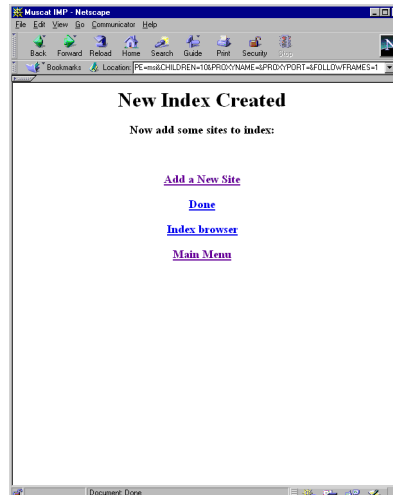 Muscat IMP - Netscape
File Edit View Go Communicator Help
Back Forward Reload Home Search Guide Print Security Stop
Bookmarks Location: PE=ms&CHILDREN=10&PROXYNAME=&PROXYPORT=&FOLLOWFRAMES=1
New Index Created
Now add some sites to index:
Add a New Site
Done
Index browser
Main Menu
Document: Done